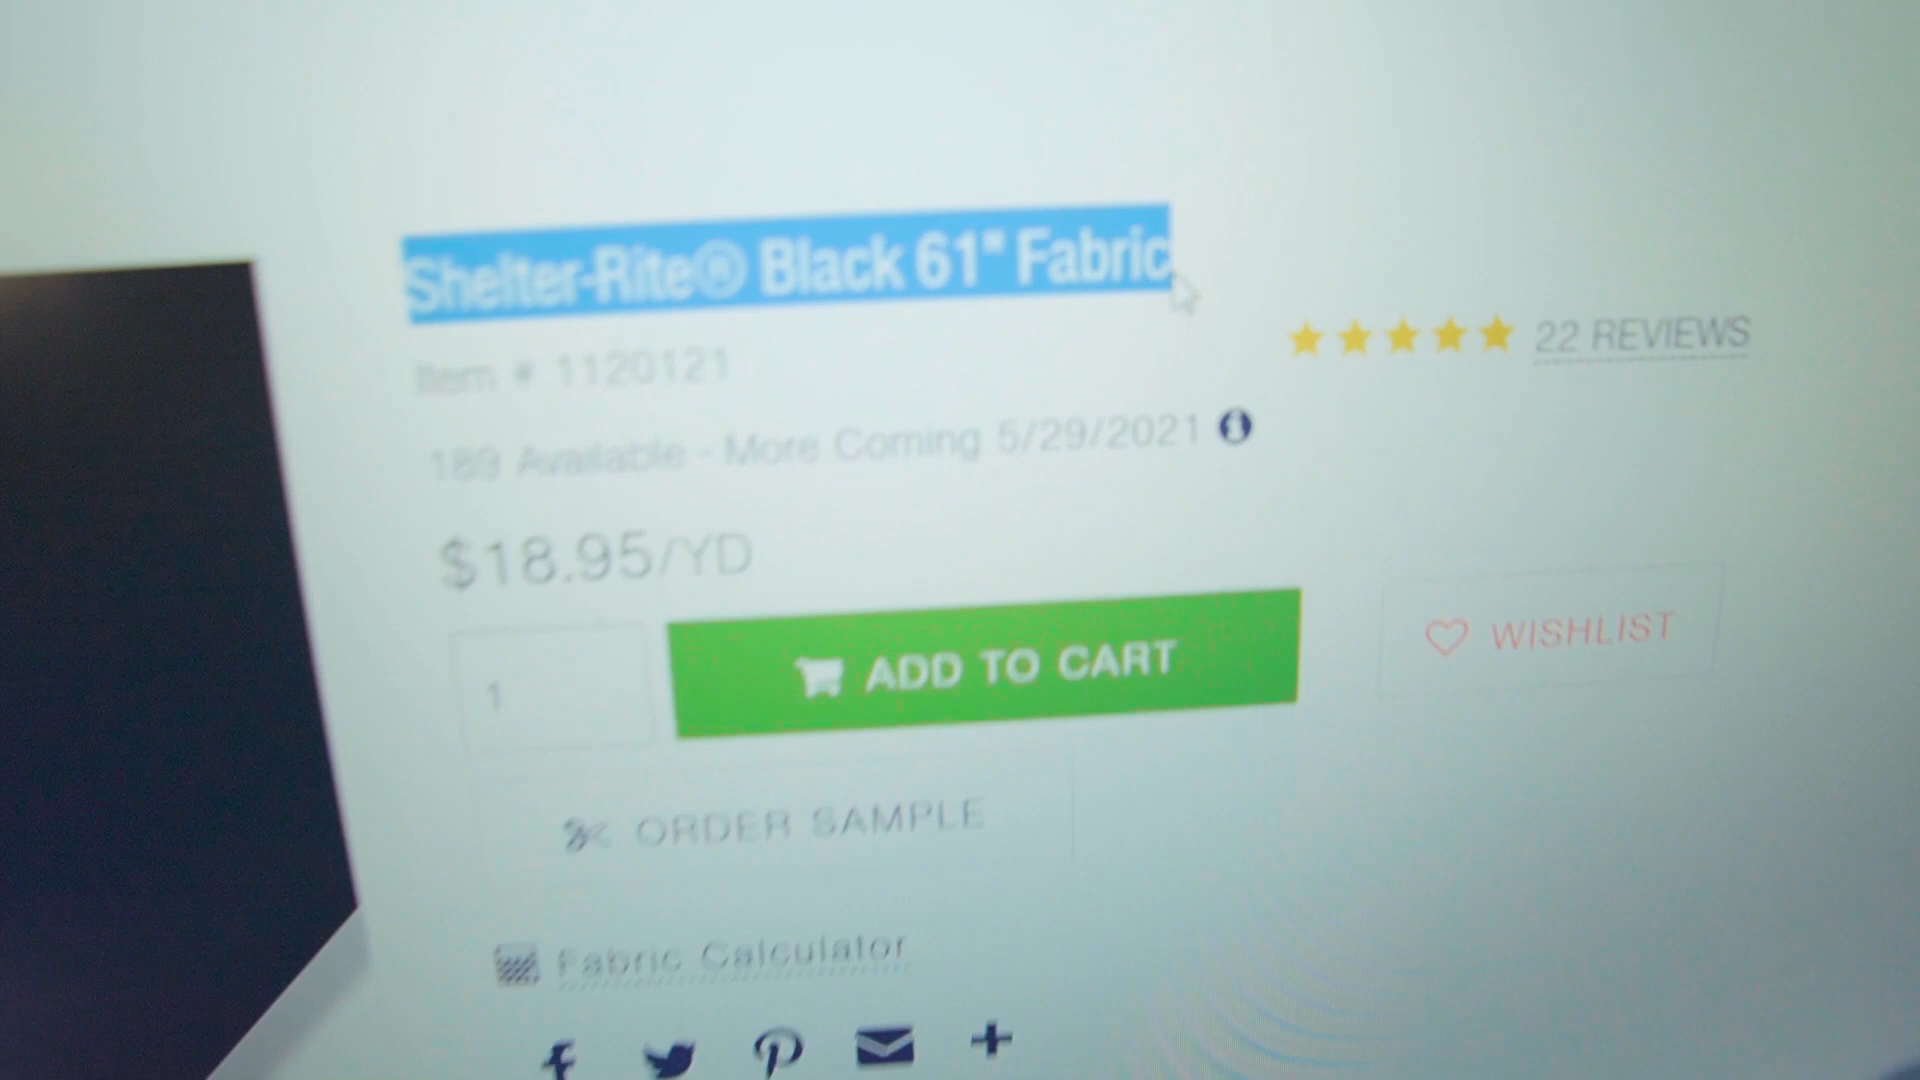 Shelter-Rite® Black 61" Fabric
Item # 1120121
22 REVIEWS
189 Available - More Coming 5/29/2021
$18.95/YD
1
ADD TO CART
WISHLIST
ORDER SAMPLE
Fabric Calculator